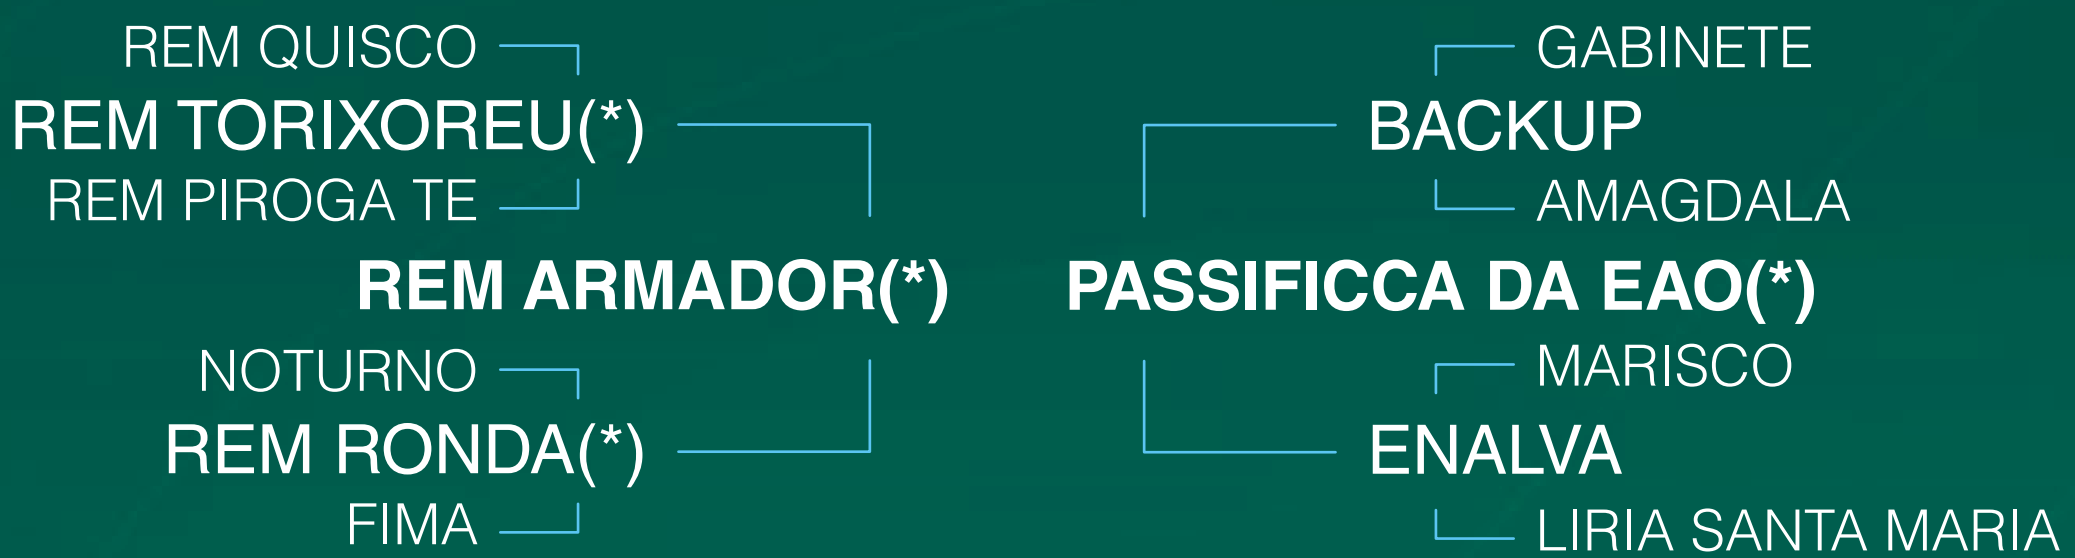 REM QUISCO
REM TORIXOREU(*)
REM PIROGA TE
REM ARMADOR(*)
NOTURNO
REM RONDA(*)
FIMA
GABINETE
BACKUP
AMAGDALA
PASSIFICCA DA EAO(*)
MARISCO
ENALVA
LIRIA SANTA MARIA